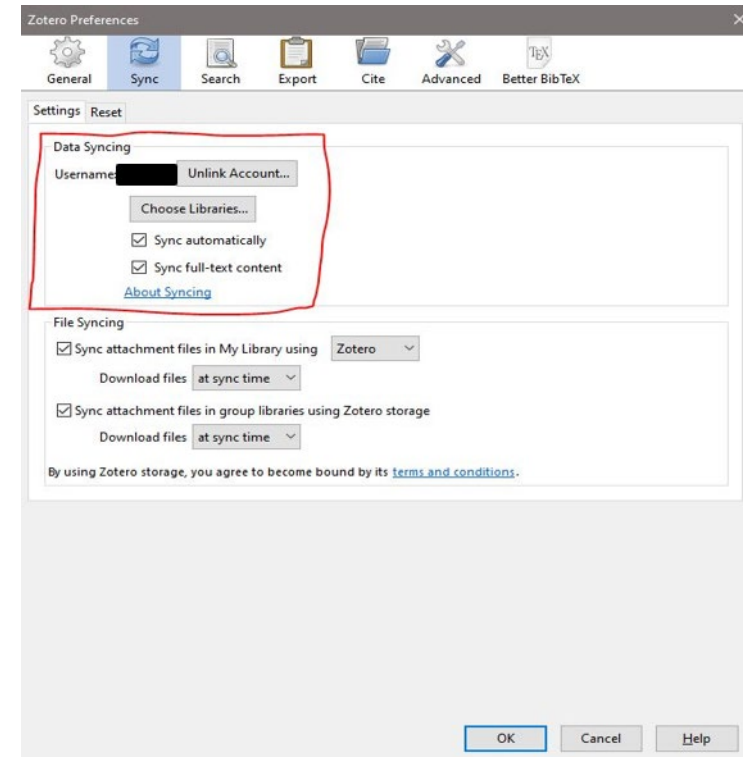 Zotero Preferences
General Sync Search Export Cite Advanced TEX Better BibTeX
Settings Reset
Data Syncing
Username: Unlink Account...
Choose Libraries...
Sync automatically
Sync full-text content
About Syncing
File Syncing
Sync attachment files in My Library using Zotero
Download files at sync time
Sync attachment files in group libraries using Zotero storage
Download files at sync time
By using Zotero storage, you agree to become bound by its terms and conditions.
OK Cancel Help